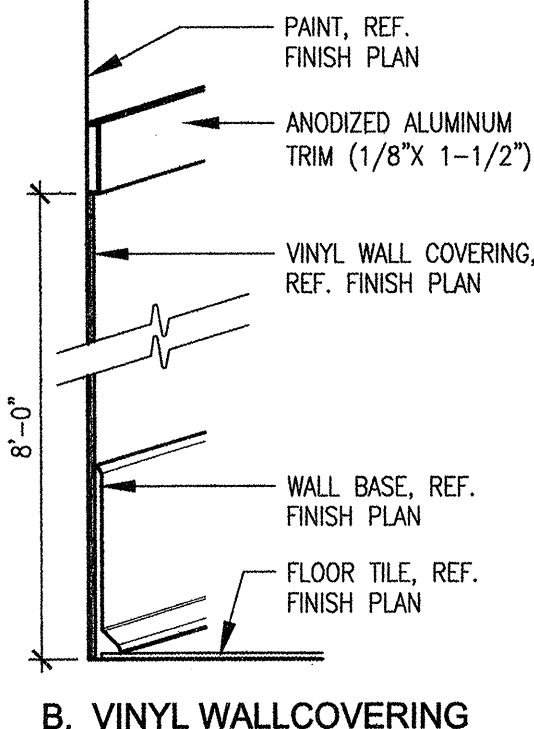 PAINT, REF.
FINISH PLAN
ANODIZED ALUMINUM
TRIM (1/8"X 1-1/2")
VINYL WALL COVERING,
REF. FINISH PLAN
8'-0"
WALL BASE, REF.
FINISH PLAN
FLOOR TILE, REF.
FINISH PLAN
B. VINYL WALLCOVERING